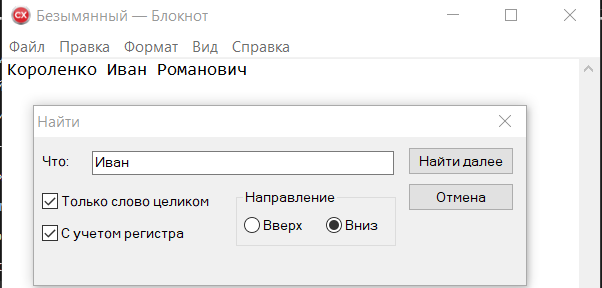 Безымянный — Блокнот
Файл Правка Формат Вид Справка
Короленко Иван Романович
Найти
Что: Иван Найти далее
Отмена
Только слово целиком
С учетом регистра
Направление
Вверх Вниз